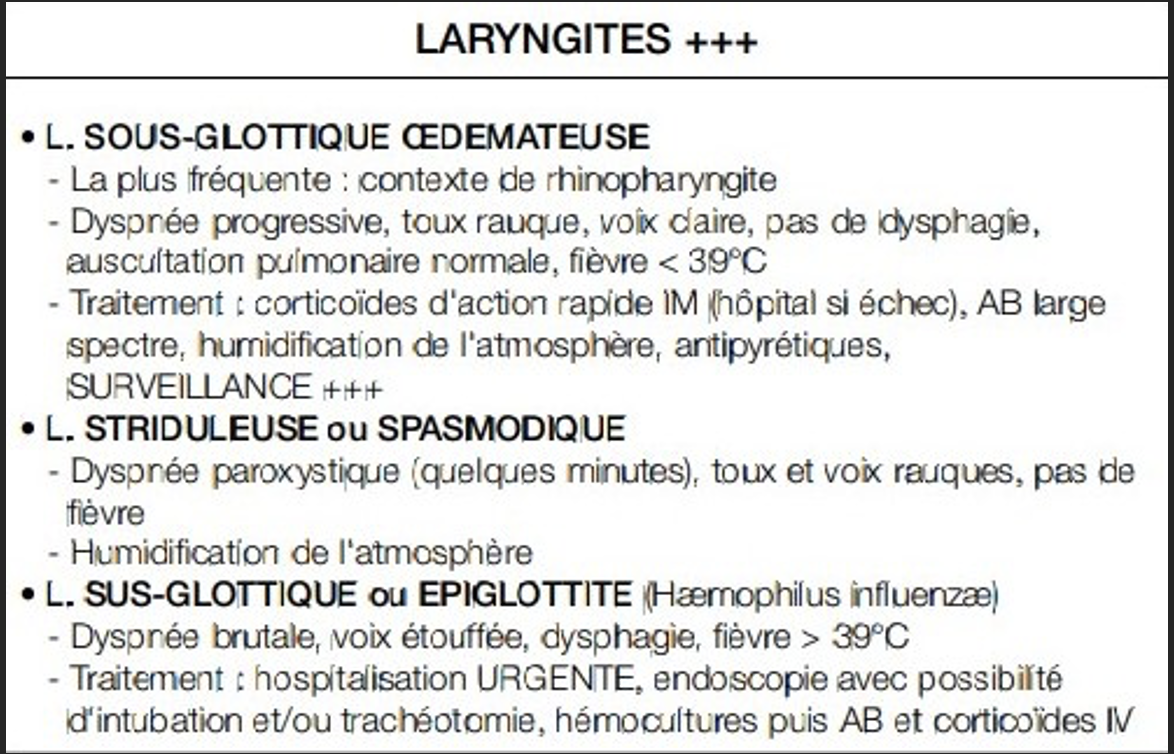 LARYNGITES +++
• L. SOUS-GLOTTIQUE ŒDEMATEUSE
- La plus fréquente : contexte de rhinopharyngite
- Dyspnée progressive, toux rauque, voix claire, pas de dysphagie,
auscultation pulmonaire normale, fièvre < 39°C
- Traitement : corticoïdes d'action rapide IM (hôpital si échec), AB large
spectre, humidification de l'atmosphère, antipyrétiques,
SURVEILLANCE +++
• L. STRIDULEUSE ou SPASMODIQUE
- Dyspnée paroxystique (quelques minutes), toux et voix rauques, pas de
fièvre
- Humidification de l'atmosphère
• L. SUS-GLOTTIQUE ou EPIGLOTTITE (Hæmophilus influenzæ)
- Dyspnée brutale, voix étouffée, dysphagie, fièvre > 39°C
- Traitement : hospitalisation URGENTE, endoscopie avec possibilité
d'intubation et/ou trachéotomie, hémocultures puis AB et corticoïdes IV